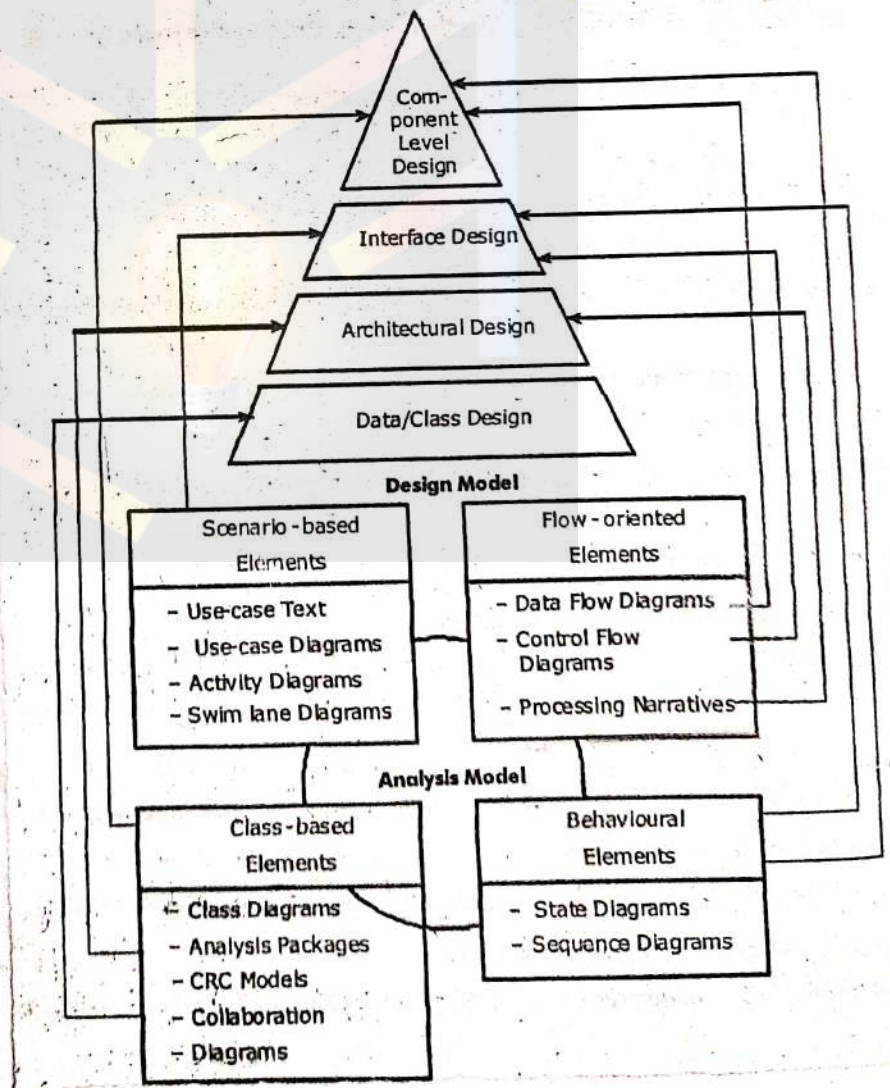 Com-
ponent
Level
Design
Interface Design
Architectural Design
Data/Class Design
Design Model
Scenario-based
Elements
- Use-case Text
- Use-case Diagrams
- Activity Diagrams
- Swim lane Diagrams
Flow-oriented
Elements
- Data Flow Diagrams
- Control Flow
Diagrams
- Processing Narratives
Analysis Model
Class-based
Elements
- Class Diagrams
- Analysis Packages
- CRC Models
- Collaboration
- Diagrams
Behavioural
Elements
- State Diagrams
- Sequence Diagrams